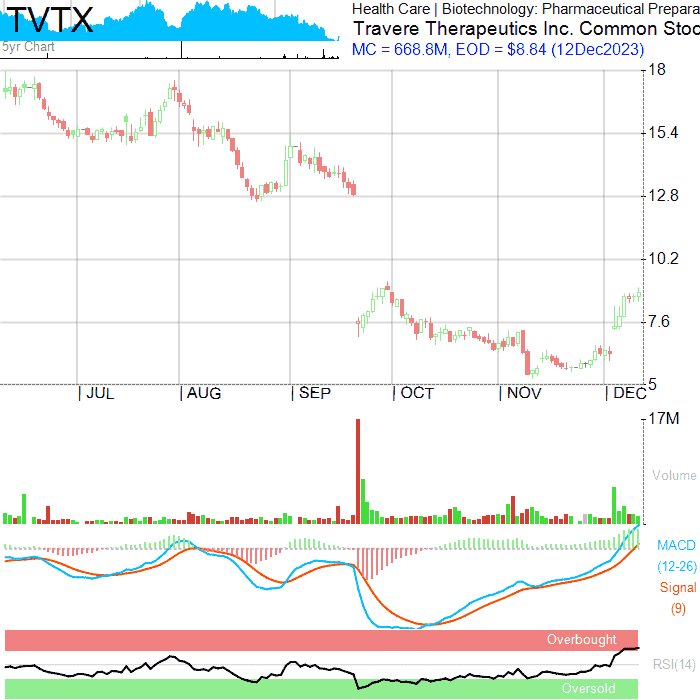 TVTX
5yr Chart
Health Care | Biotechnology: Pharmaceutical Prepara
Travere Therapeutics Inc. Common Stoc
MC = 668.8M, EOD = $8.84 (12Dec2023)
18
15.4
12.8
10.2
7.6
5
JUL
AUG
SEP
OCT
NOV
DEC
17M
Volume
MACD
(12-26)
Signal
(9)
Overbought
RSI(14)
Oversold